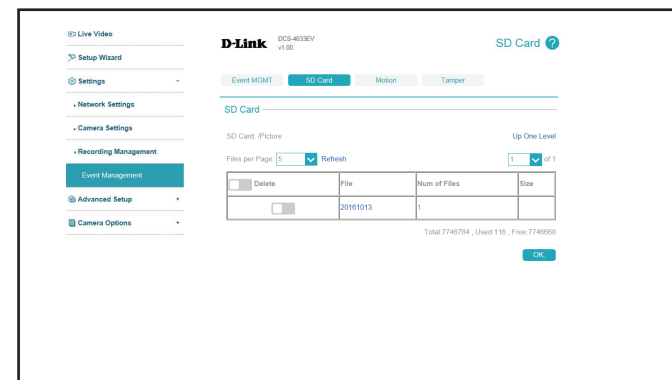 Live Video
Setup Wizard
Settings -
Network Settings
Camera Settings
Recording Management
Event Management
Advanced Setup +
Camera Options +
D-Link DCS-4633EV
v1.00
SD Card ?
Event MGMT SD Card Motion Tamper
SD Card
SD Card: /Picture Up One Level
Files per Page: 5 Refresh 1 of 1
Delete File Num of Files Size
20161013 1
Total:7746784 , Used:116 , Free:7746668
OK